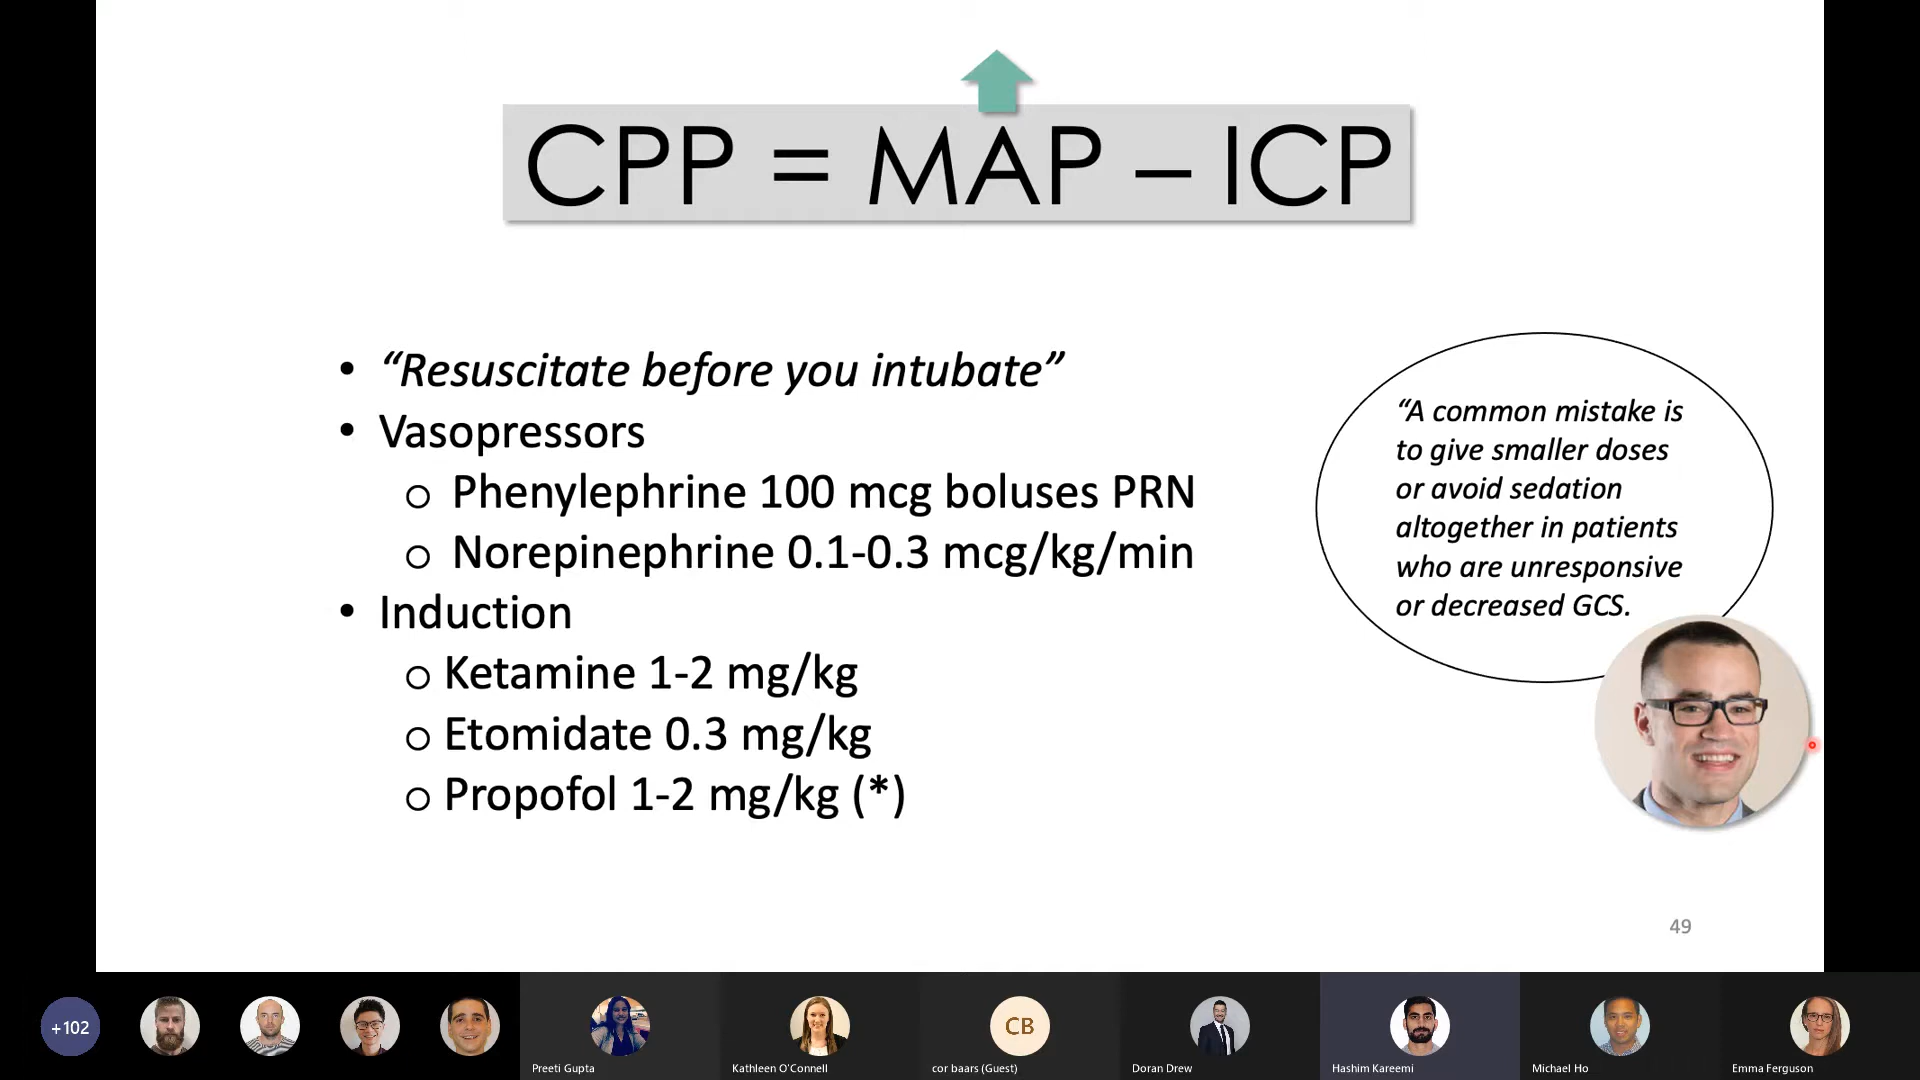 CPP = MAP – ICP
• “Resuscitate before you intubate”
• Vasopressors
o Phenylephrine 100 mcg boluses PRN
o Norepinephrine 0.1-0.3 mcg/kg/min
• Induction
o Ketamine 1-2 mg/kg
o Etomidate 0.3 mg/kg
o Propofol 1-2 mg/kg (*)
“A common mistake is
to give smaller doses
or avoid sedation
altogether in patients
who are unresponsive
or decreased GCS.
49
+102
CB
Preeti Gupta
Kathleen O'Connell
cor baars (Guest)
Doran Drew
Hashim Kareemi
Michael Ho
Emma Ferguson